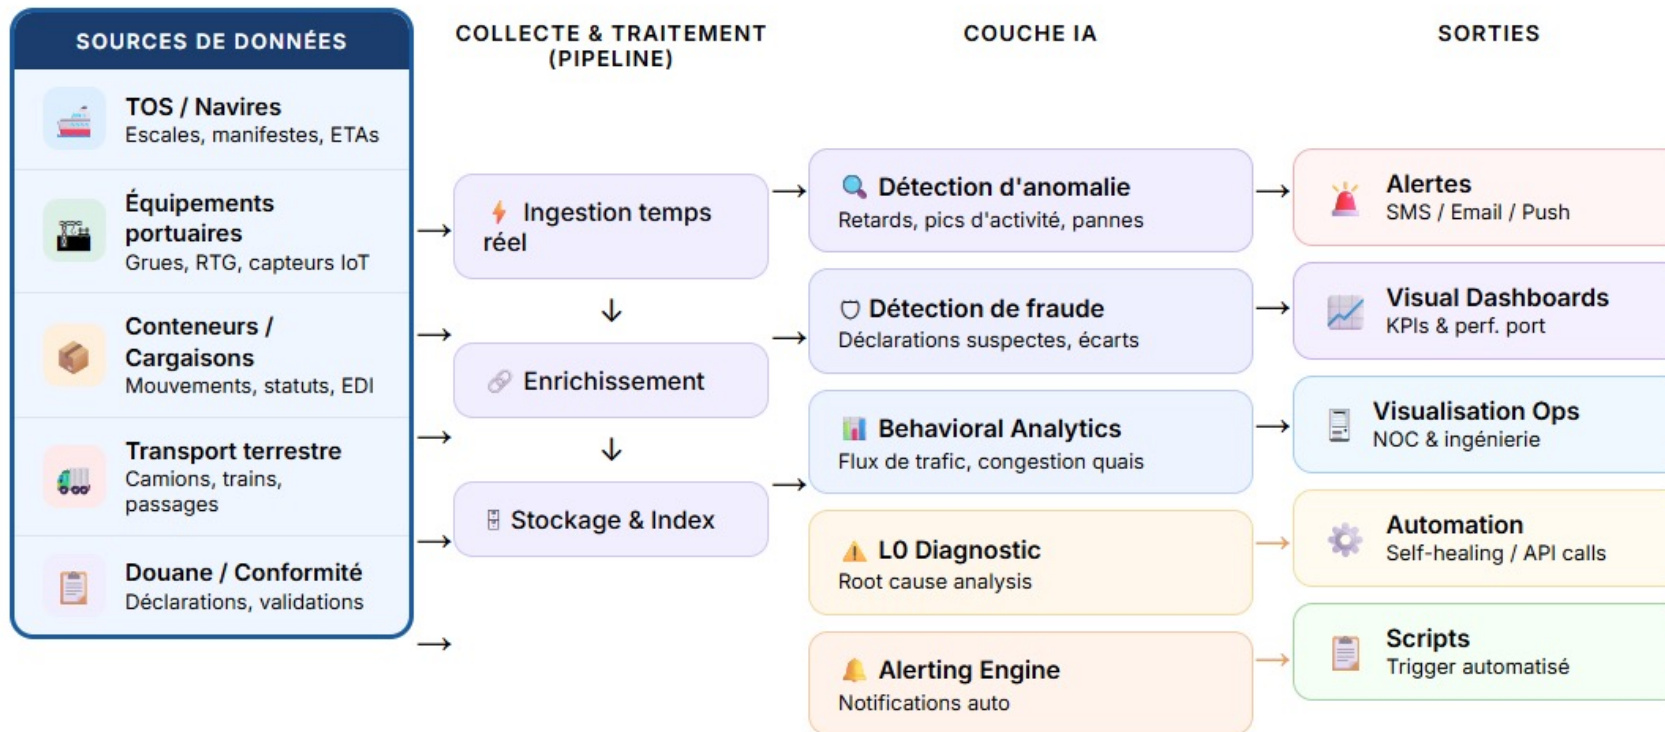 SOURCES DE DONNÉES
TOS / Navires
Escales, manifestes, ETAs
Équipements
portuaires
Grues, RTG, capteurs IoT
Conteneurs /
Cargaisons
Mouvements, statuts, EDI
Transport terrestre
Camions, trains,
passages
Douane / Conformité
Déclarations, validations
COLLECTE & TRAITEMENT
(PIPELINE)
Ingestion temps
réel
Enrichissement
Stockage & Index
COUCHE IA
Détection d'anomalie
Retards, pics d'activité, pannes
Détection de fraude
Déclarations suspectes, écarts
Behavioral Analytics
Flux de trafic, congestion quais
L0 Diagnostic
Root cause analysis
Alerting Engine
Notifications auto
SORTIES
Alertes
SMS / Email / Push
Visual Dashboards
KPIs & perf. port
Visualisation Ops
NOC & ingénierie
Automation
Self-healing / API calls
Scripts
Trigger automatisé